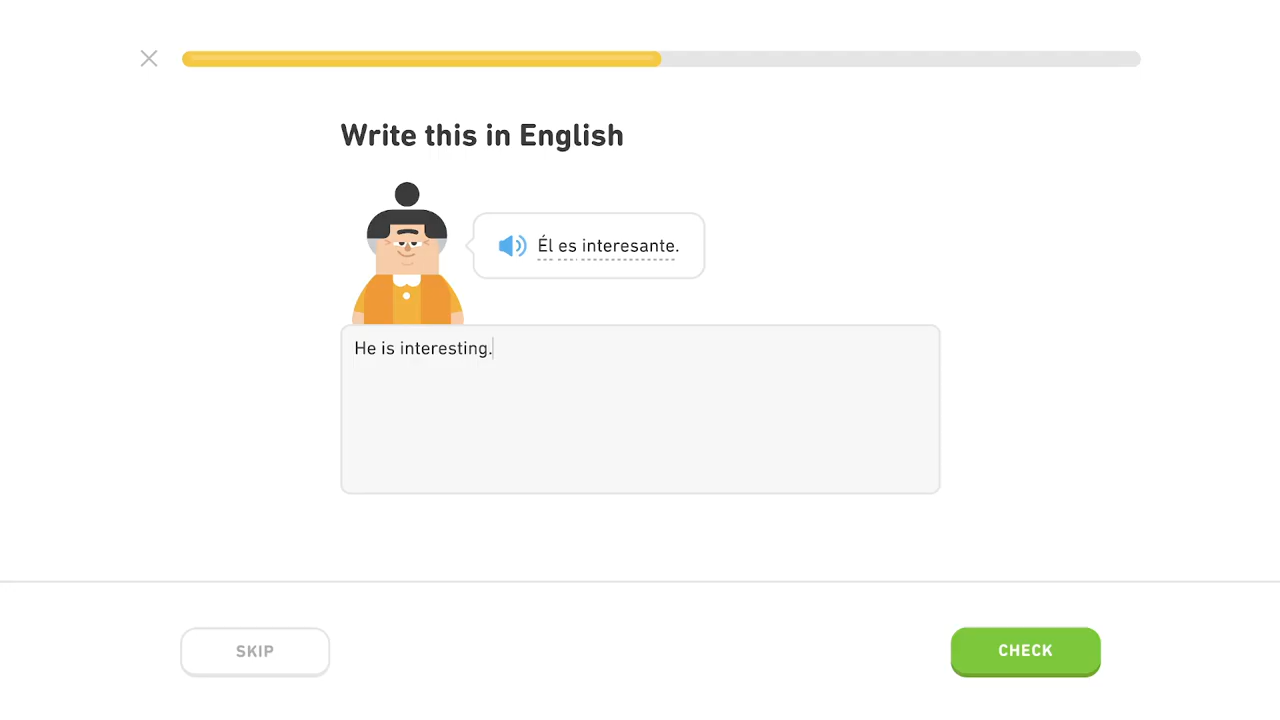 Write this in English
Él es interesante.
He is interesting.
SKIP
CHECK